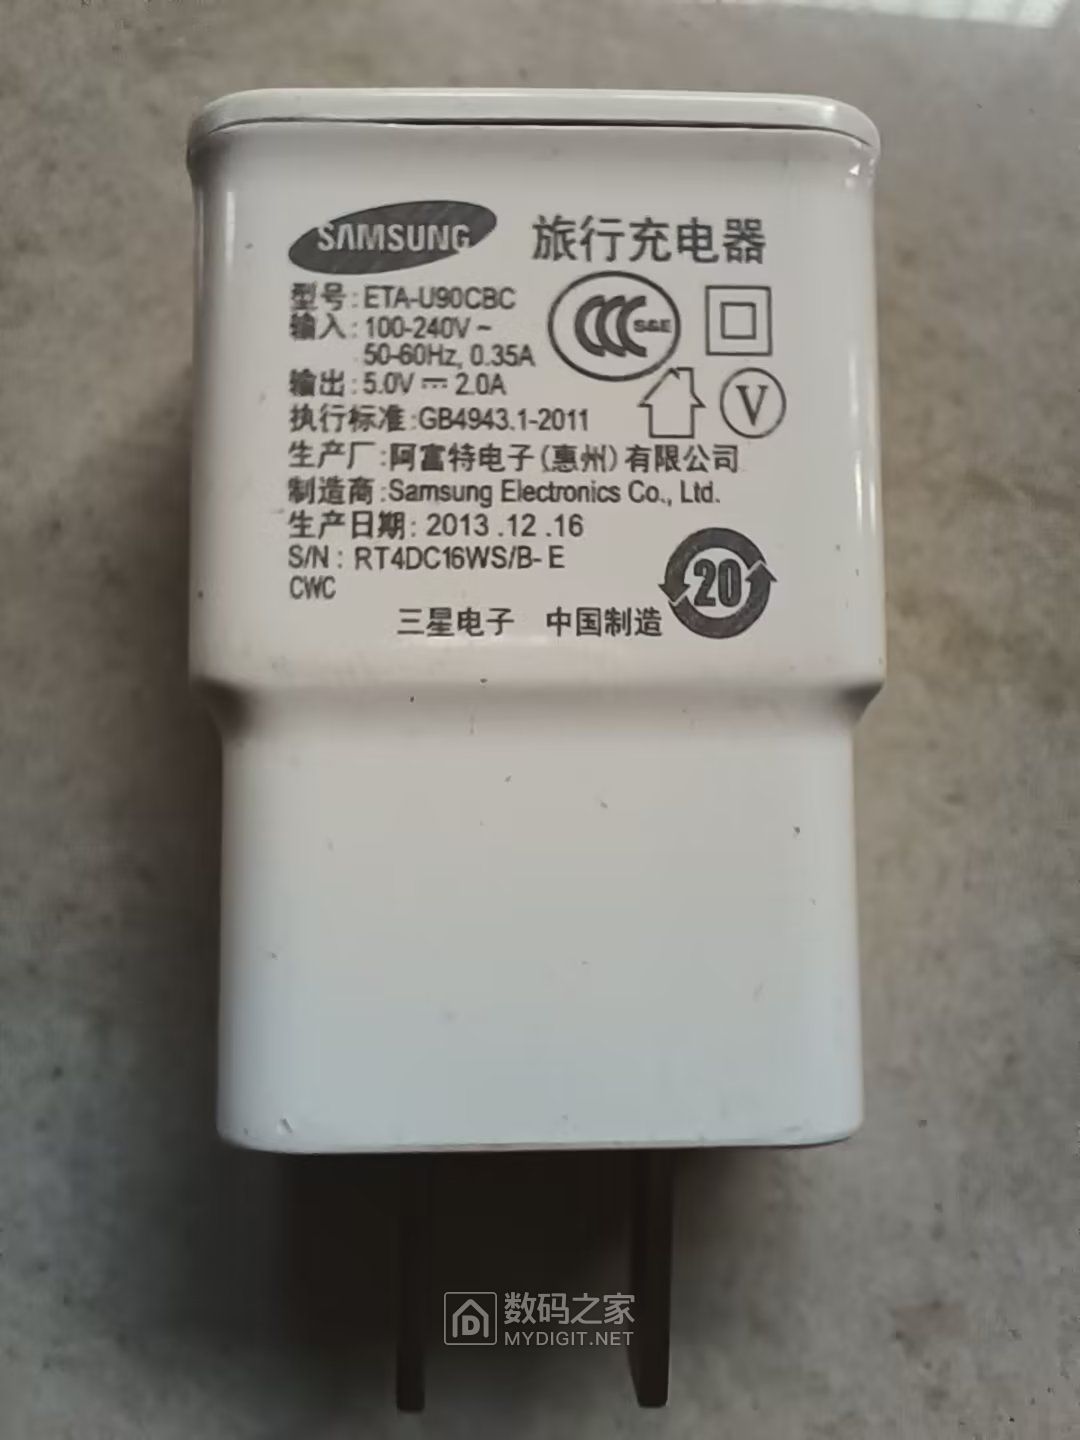 SAMSUNG 旅行充电器
型号: ETA-U90CBC
输入: 100-240V ~
50-60Hz, 0.35A
输出: 5.0V ⎓ 2.0A
执行标准:GB4943.1-2011
生产厂:阿富特电子(惠州)有限公司
制造商:Samsung Electronics Co., Ltd.
生产日期: 2013 .12 .16
S/N : RT4DC16WS/B- E
CWC
三星电子 中国制造
CCC S&E
V
20
数码之家
MYDIGIT.NET